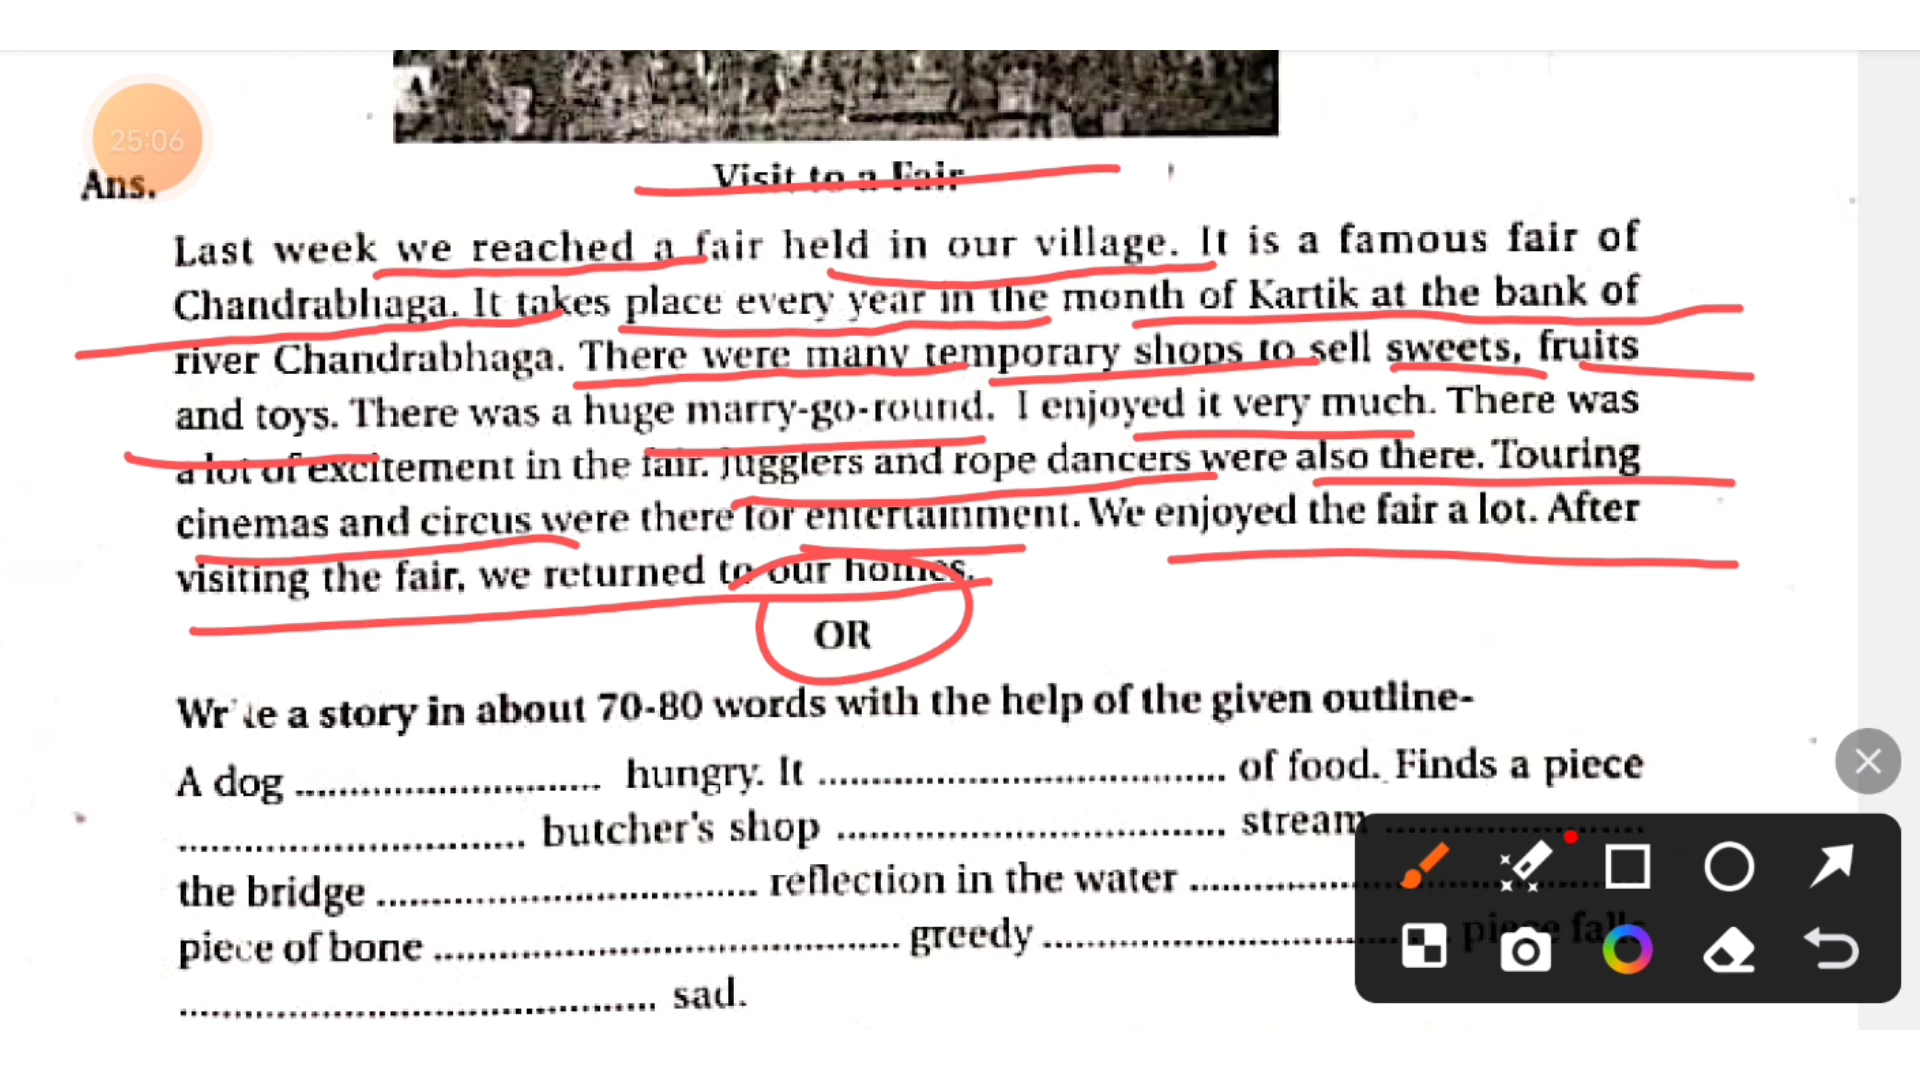 25:06
Ans.
Visit to a Fair
Last week we reached a fair held in our village. It is a famous fair of
Chandrabhaga. It takes place every year in the month of Kartik at the bank of
river Chandrabhaga. There were many temporary shops to sell sweets, fruits
and toys. There was a huge marry-go-round. I enjoyed it very much. There was
a lot of excitement in the fair. Jugglers and rope dancers were also there. Touring
cinemas and circus were there for entertainment. We enjoyed the fair a lot. After
visiting the fair, we returned to our homes.
OR
Write a story in about 70-80 words with the help of the given outline-
A dog ............................ hungry. It ...................................... of food. Finds a piece
................................ butcher's shop .................................... stream ........................
the bridge ................................... reflection in the water ....................
piece of bone ........................................... greedy ................................. piece falls
............................................ sad.